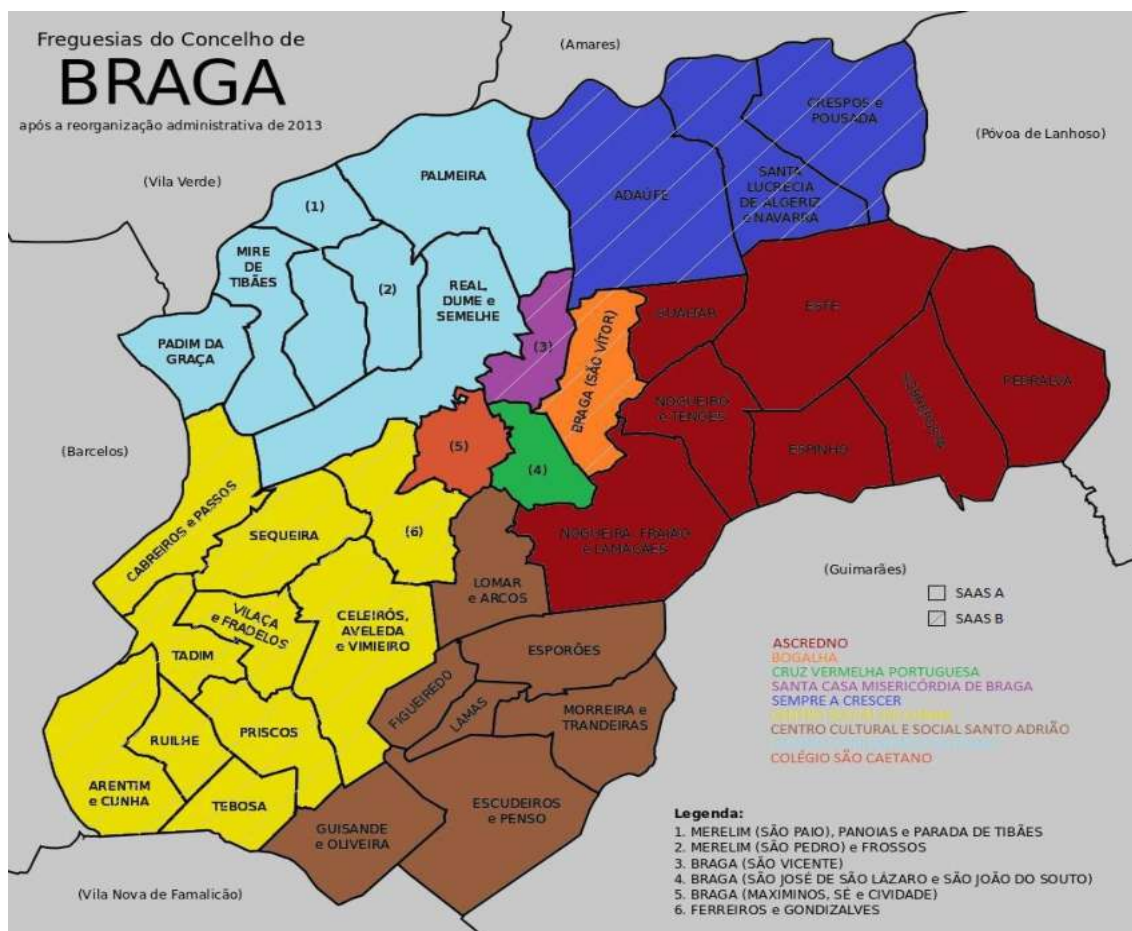 Freguesias do Concelho de
BRAGA
após a reorganização administrativa de 2013
(Amares)
(Póvoa de Lanhoso)
(Vila Verde)
(Barcelos)
(Guimarães)
(Vila Nova de Famalicão)
CRESPOS e
POUSADA
PALMEIRA
ADAÚFE
SANTA
LUCRÉCIA
DE ALGERIZ
e NAVARRA
(1)
MIRE
DE
TIBÃES
(2)
REAL,
DUME e
SEMELHE
ESTE
GUALTAR
PADIM DA
GRAÇA
(3)
BRAGA (SÃO VÍTOR)
PEDRALVA
NOGUEIRÓ
e TENÕES
ESPINHO
(5)
(4)
CABREIROS e PASSOS
SEQUEIRA
(6)
NOGUEIRA, FRAIÃO
e LAMAÇÃES
LOMAR
e ARCOS
VILAÇA
e FRADELOS
CELEIRÓS,
AVELEDA
e VIMIEIRO
TADIM
ESPORÕES
FIGUEIREDO
LAMAS
MORREIRA e
TRANDEIRAS
RUILHE
PRISCOS
ARENTIM
e CUNHA
TEBOSA
ESCUDEIROS
e PENSO
GUISANDE
e OLIVEIRA
SAAS A
SAAS B
ASCREDNO
BOGALHA
CRUZ VERMELHA PORTUGUESA
SANTA CASA MISERICÓRDIA DE BRAGA
SEMPRE A CRESCER
CENTRO CULTURAL E SOCIAL SANTO ADRIÃO
COLÉGIO SÃO CAETANO
Legenda:
1. MERELIM (SÃO PAIO), PANOIAS e PARADA DE TIBÃES
2. MERELIM (SÃO PEDRO) e FROSSOS
3. BRAGA (SÃO VICENTE)
4. BRAGA (SÃO JOSÉ DE SÃO LÁZARO e SÃO JOÃO DO SOUTO)
5. BRAGA (MAXIMINOS, SÉ e CIVIDADE)
6. FERREIROS e GONDIZALVES